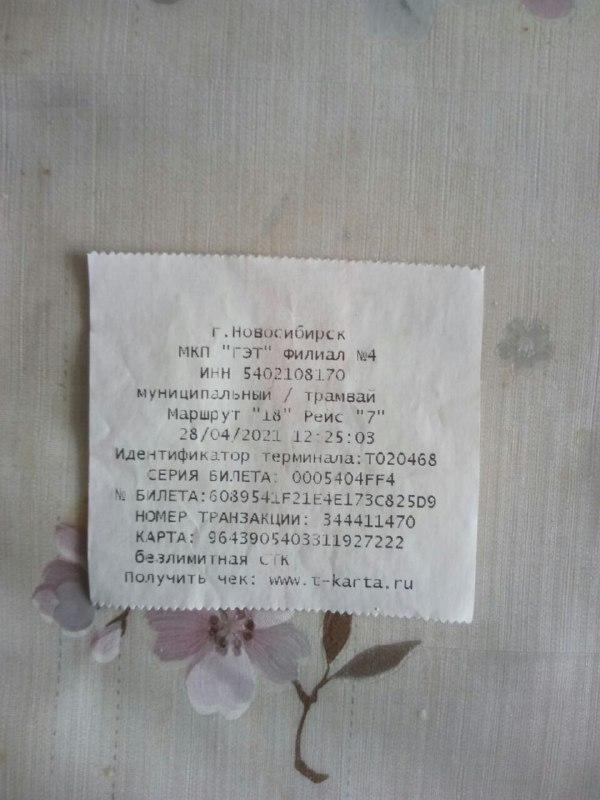 г.Новосибирск
МКП "ГЭТ" Филиал №4
ИНН 5402108170
муниципальный / трамвай
Маршрут "18" Рейс "7"
28/04/2021 12:25:03
Идентификатор терминала:T020468
СЕРИЯ БИЛЕТА: 0005404FF4
№ БИЛЕТА:6089541F21E4E173C825D9
НОМЕР ТРАНЗАКЦИИ: 344411470
КАРТА: 9643905403311927222
безлимитная СТК
Получить чек: www.t-karta.ru